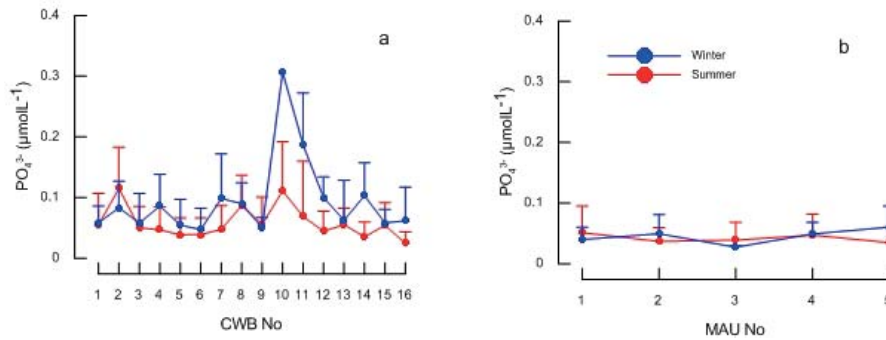 0.4
0.3
0.2
0.1
0
PO₄³⁻ (µmolL⁻¹)
a
1 2 3 4 5 6 7 8 9 10 11 12 13 14 15 16
CWB No
0.4
0.3
0.2
0.1
0
PO₄³⁻ (µmolL⁻¹)
b
Winter
Summer
1 2 3 4
MAU No